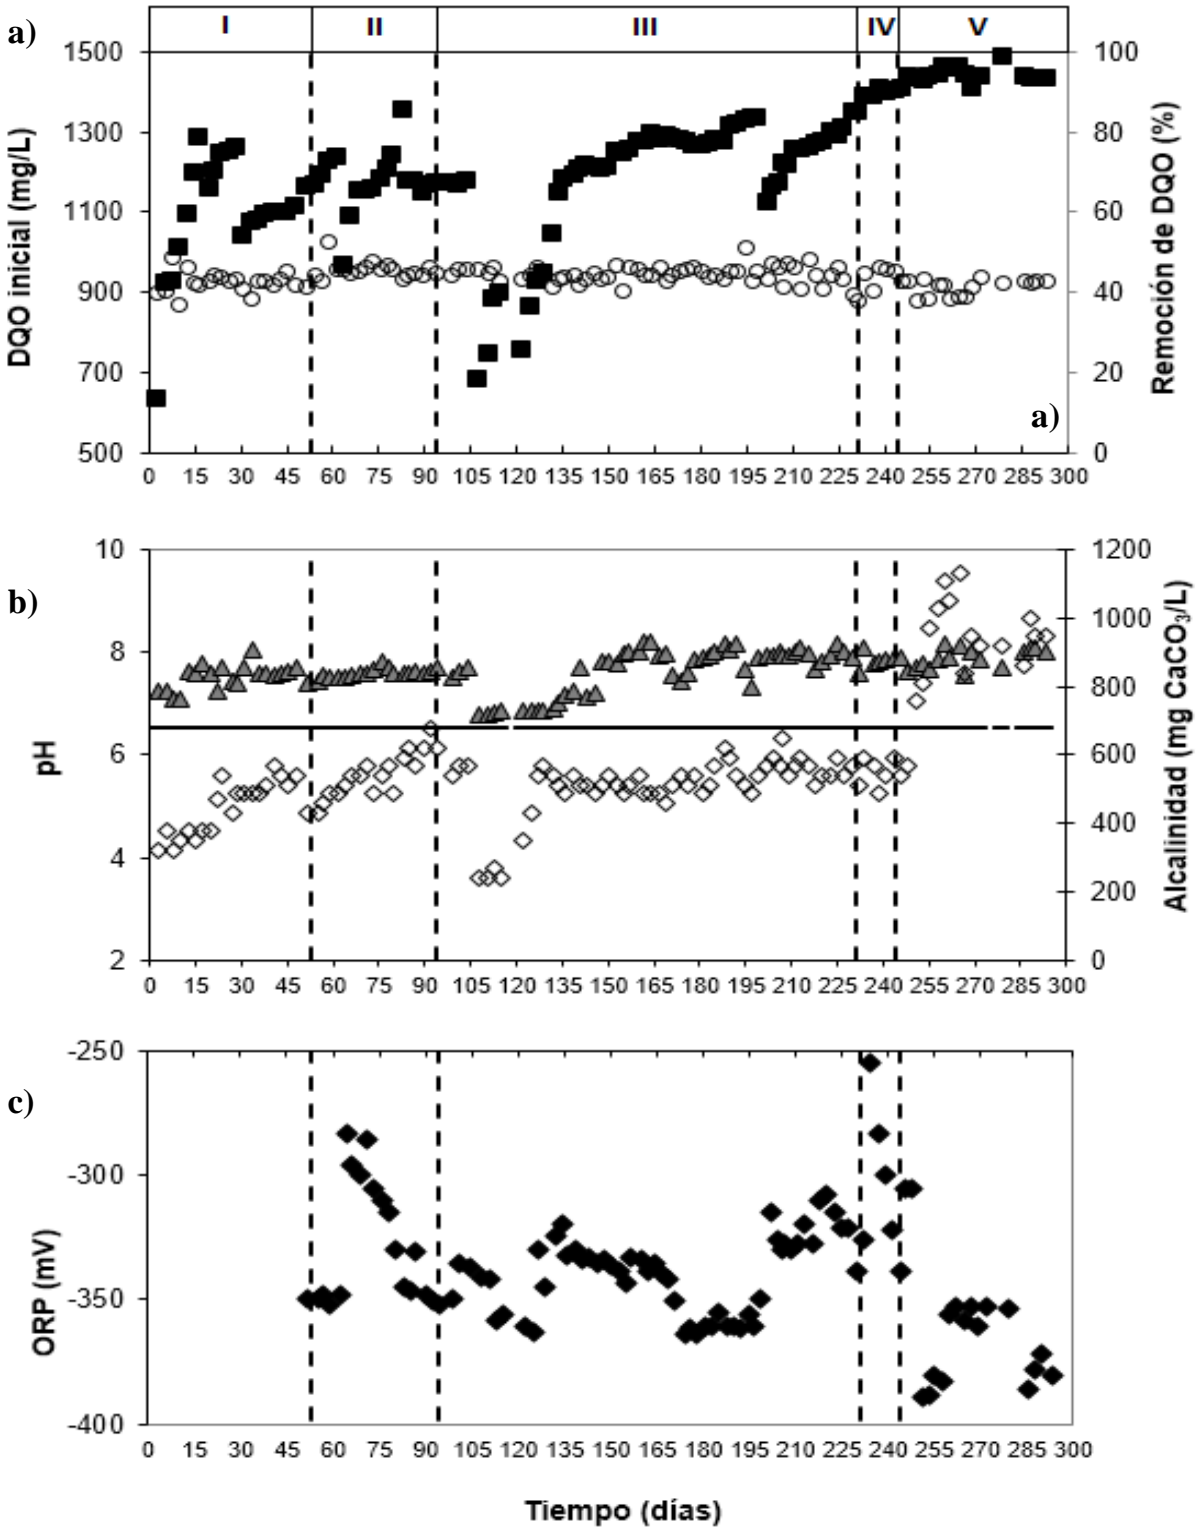 a)
I II III IV V
1500 1300 1100 900 700 500
DQO inicial (mg/L)
100 80 60 40 20 0
Remoción de DQO (%)
a)
0 15 30 45 60 75 90 105 120 135 150 165 180 195 210 225 240 255 270 285 300
b)
10 8 6 4 2
pH
1200 1000 800 600 400 200 0
Alcalinidad (mg CaCO₃/L)
0 15 30 45 60 75 90 105 120 135 150 165 180 195 210 225 240 255 270 285 300
c)
-250 -300 -350 -400
ORP (mV)
0 15 30 45 60 75 90 105 120 135 150 165 180 195 210 225 240 255 270 285 300
Tiempo (días)